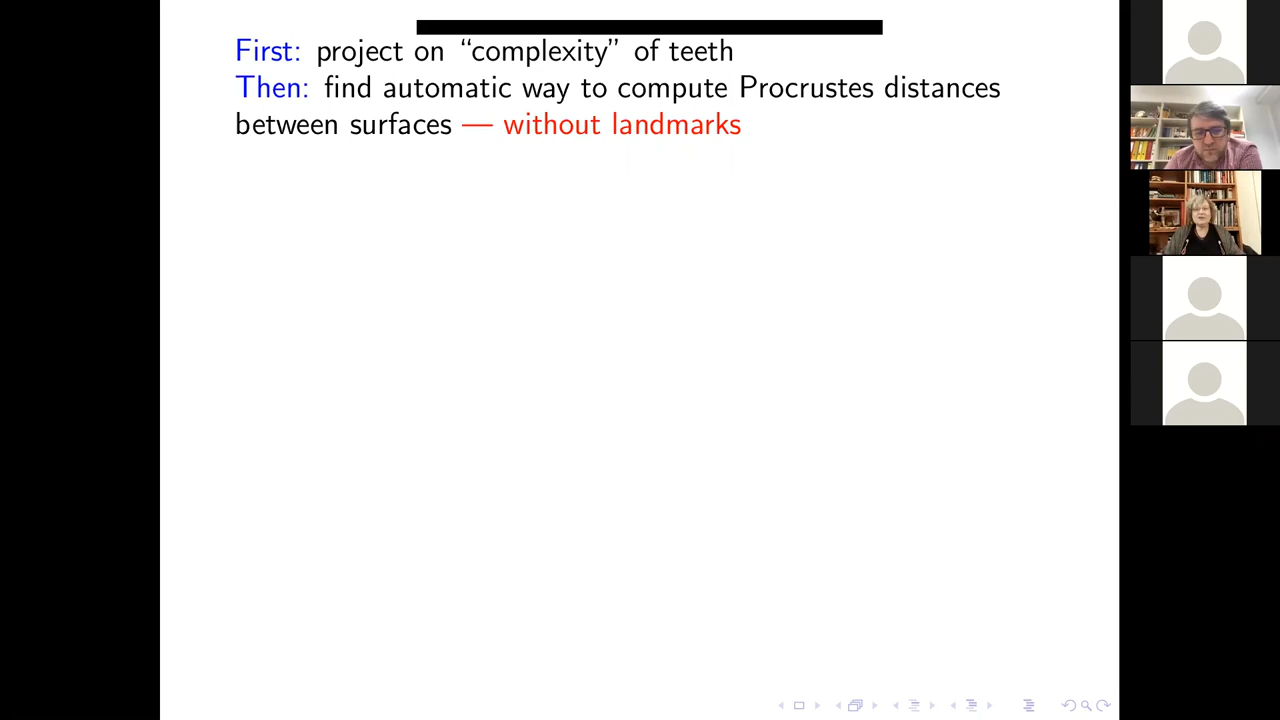 First: project on “complexity” of teeth
Then: find automatic way to compute Procrustes distances
between surfaces — without landmarks